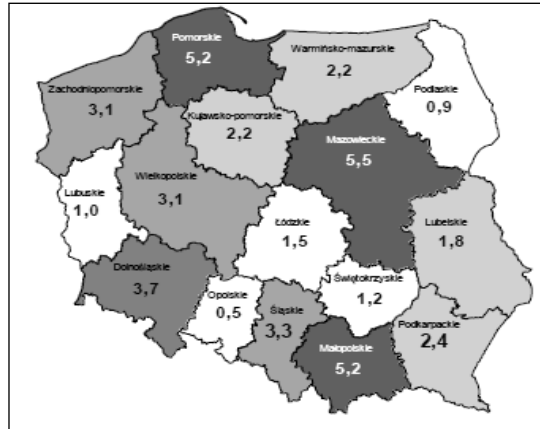 Pomorskie
5,2
Warmińsko-mazurskie
2,2
Zachodniopomorskie
3,1
Podlaskie
0,9
Kujawsko-pomorskie
2,2
Mazowieckie
5,5
Wielkopolskie
3,1
Lubuskie
1,0
Łódzkie
1,5
Lubelskie
1,8
Dolnośląskie
3,7
Świętokrzyskie
1,2
Opolskie
0,5
Śląskie
3,3
Podkarpackie
2,4
Małopolskie
5,2